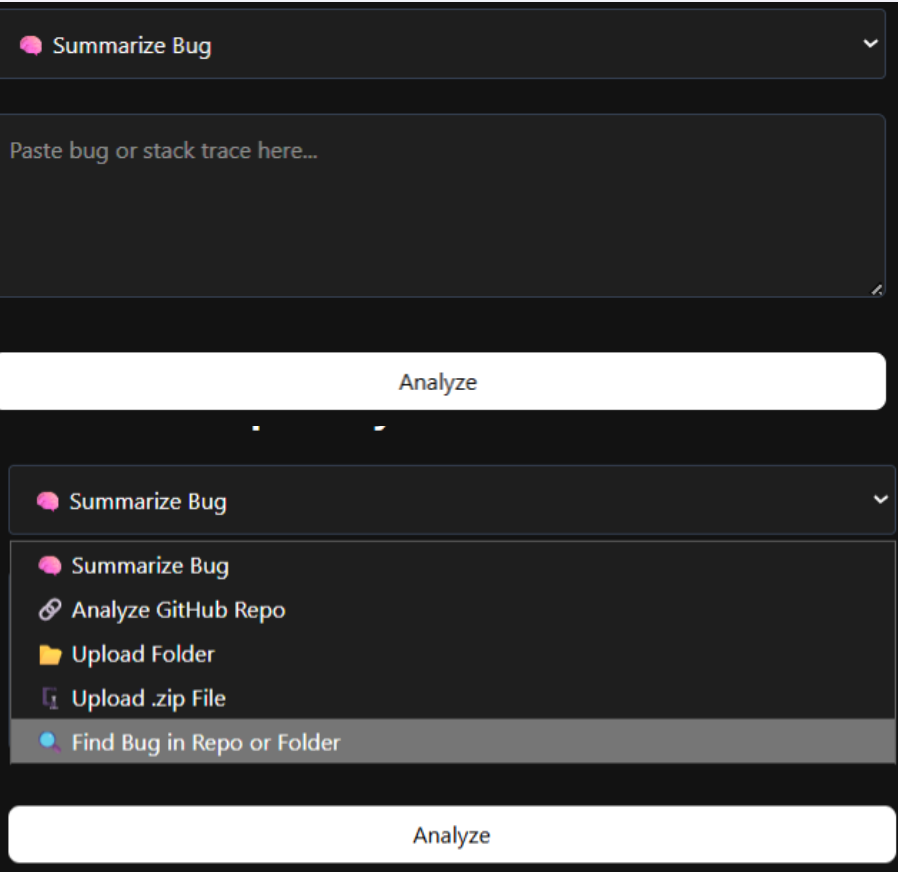 🧠 Summarize Bug
Paste bug or stack trace here...
Analyze
🧠 Summarize Bug
🧠 Summarize Bug
🔗 Analyze GitHub Repo
📂 Upload Folder
🗜 Upload .zip File
🔍 Find Bug in Repo or Folder
Analyze